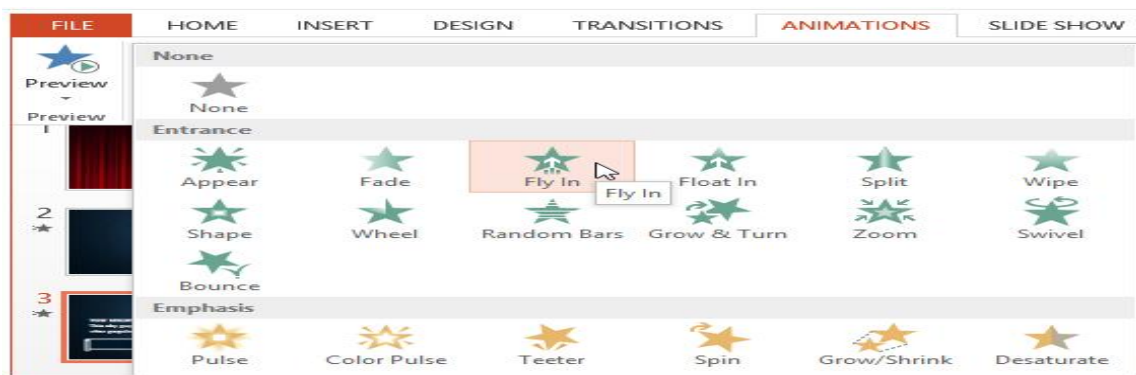 FILE HOME INSERT DESIGN TRANSITIONS ANIMATIONS SLIDE SHOW
Preview
Preview
None
None
Entrance
Appear Fade Fly In Float In Split Wipe
Fly In
Shape Wheel Random Bars Grow & Turn Zoom Swivel
Bounce
Emphasis
Pulse Color Pulse Teeter Spin Grow/Shrink Desaturate
1
2
3